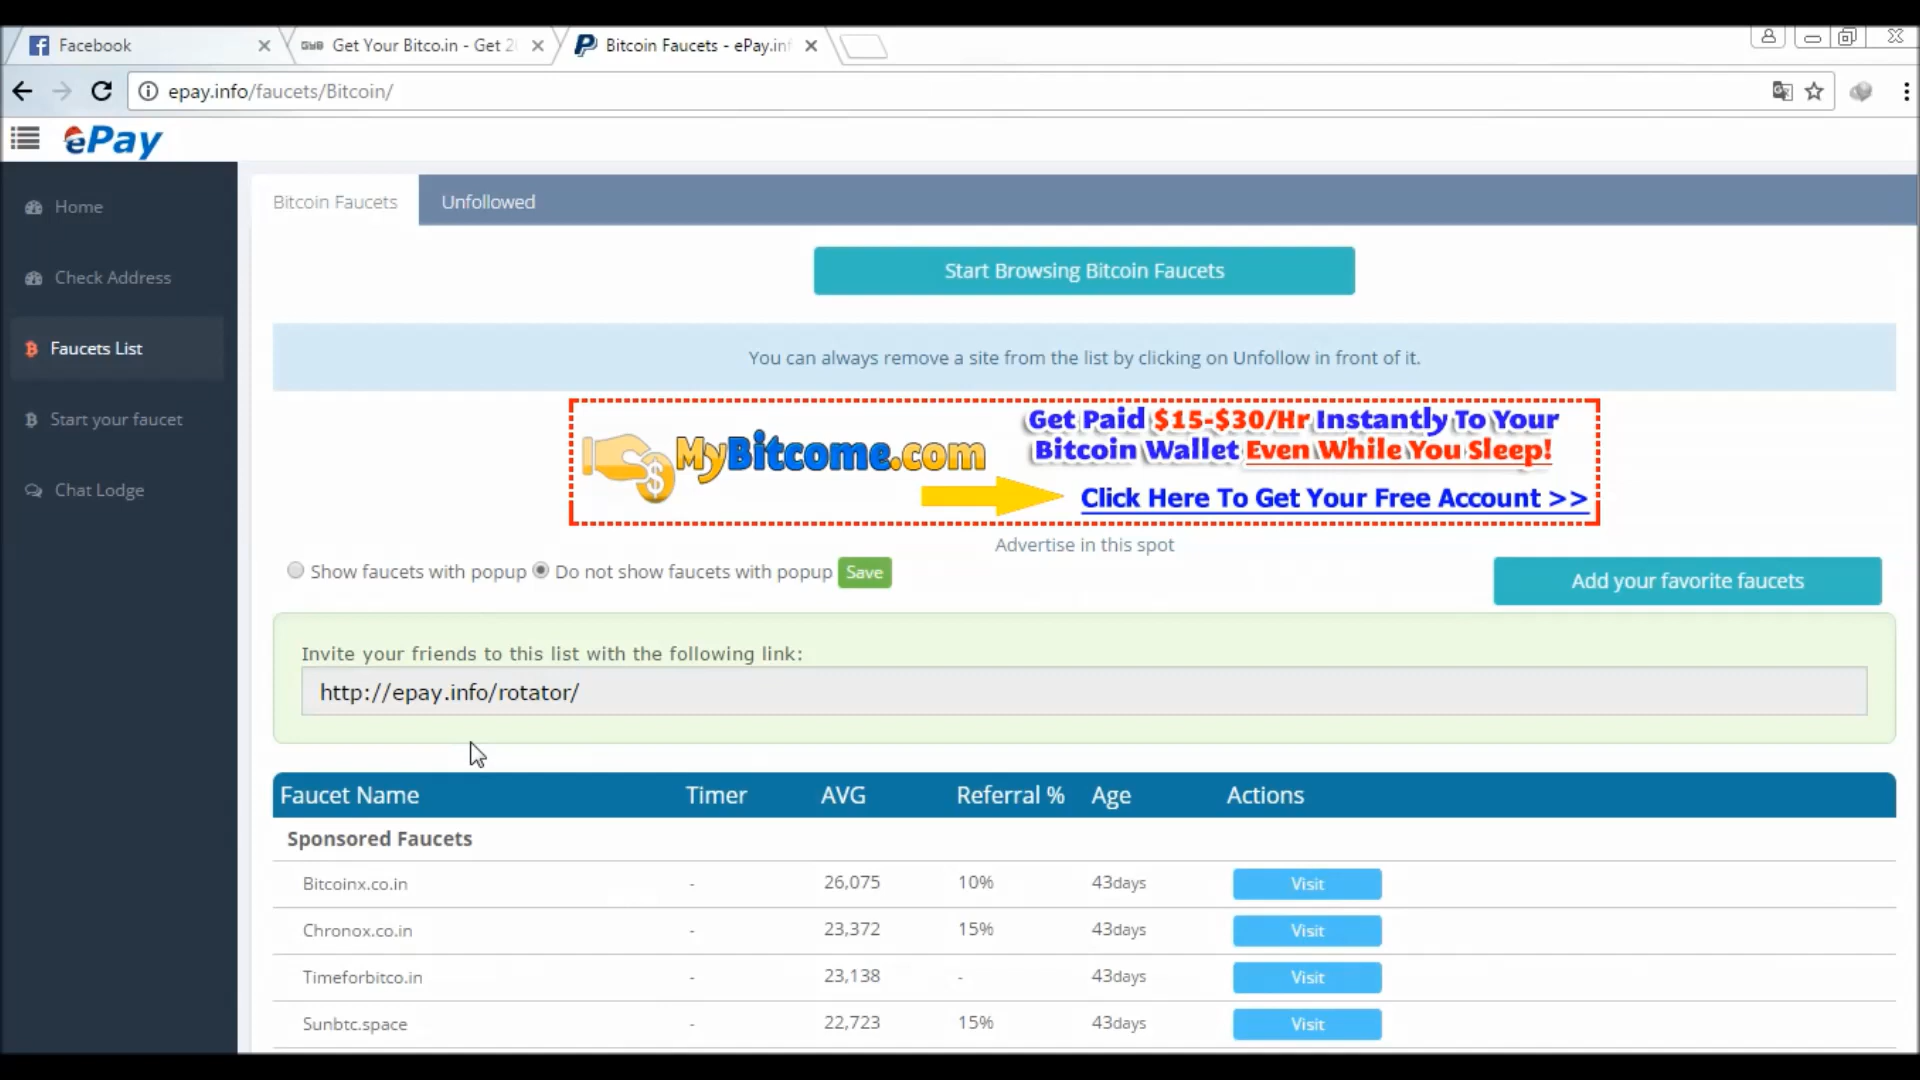 Facebook
GWB Get Your Bitco.in - Get 2
Bitcoin Faucets - ePay.inf
epay.info/faucets/Bitcoin/
ePay
Home
Check Address
Faucets List
Start your faucet
Chat Lodge
Bitcoin Faucets
Unfollowed
Start Browsing Bitcoin Faucets
You can always remove a site from the list by clicking on Unfollow in front of it.
MyBitcome.com
Get Paid $15-$30/Hr Instantly To Your
Bitcoin Wallet Even While You Sleep!
Click Here To Get Your Free Account >>
Advertise in this spot
Show faucets with popup Do not show faucets with popup Save
Add your favorite faucets
Invite your friends to this list with the following link:
http://epay.info/rotator/
Faucet Name Timer AVG Referral % Age Actions
Sponsored Faucets
Bitcoinx.co.in - 26,075 10% 43days Visit
Chronox.co.in - 23,372 15% 43days Visit
Timeforbitco.in - 23,138 - 43days Visit
Sunbtc.space - 22,723 15% 43days Visit